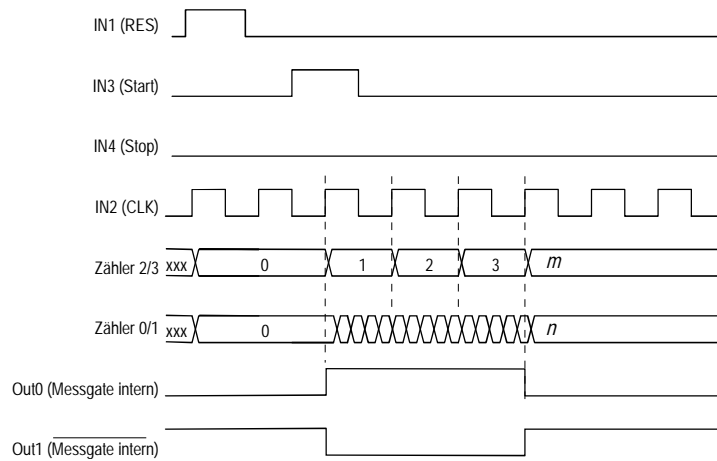 IN1 (RES)
IN3 (Start)
IN4 (Stop)
IN2 (CLK)
Zähler 2/3 xxx 0 1 2 3 m
Zähler 0/1 xxx 0 n
Out0 (Messgate intern)
Out1 (Messgate intern)